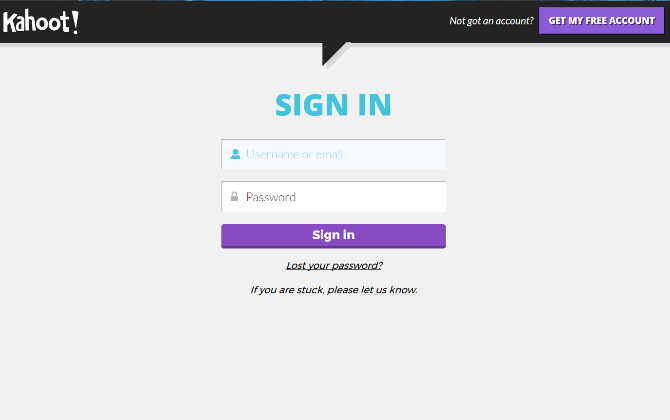 Kahoot!
Not got an account? GET MY FREE ACCOUNT
SIGN IN
Username or email
Password
Sign in
Lost your password?
If you are stuck, please let us know.